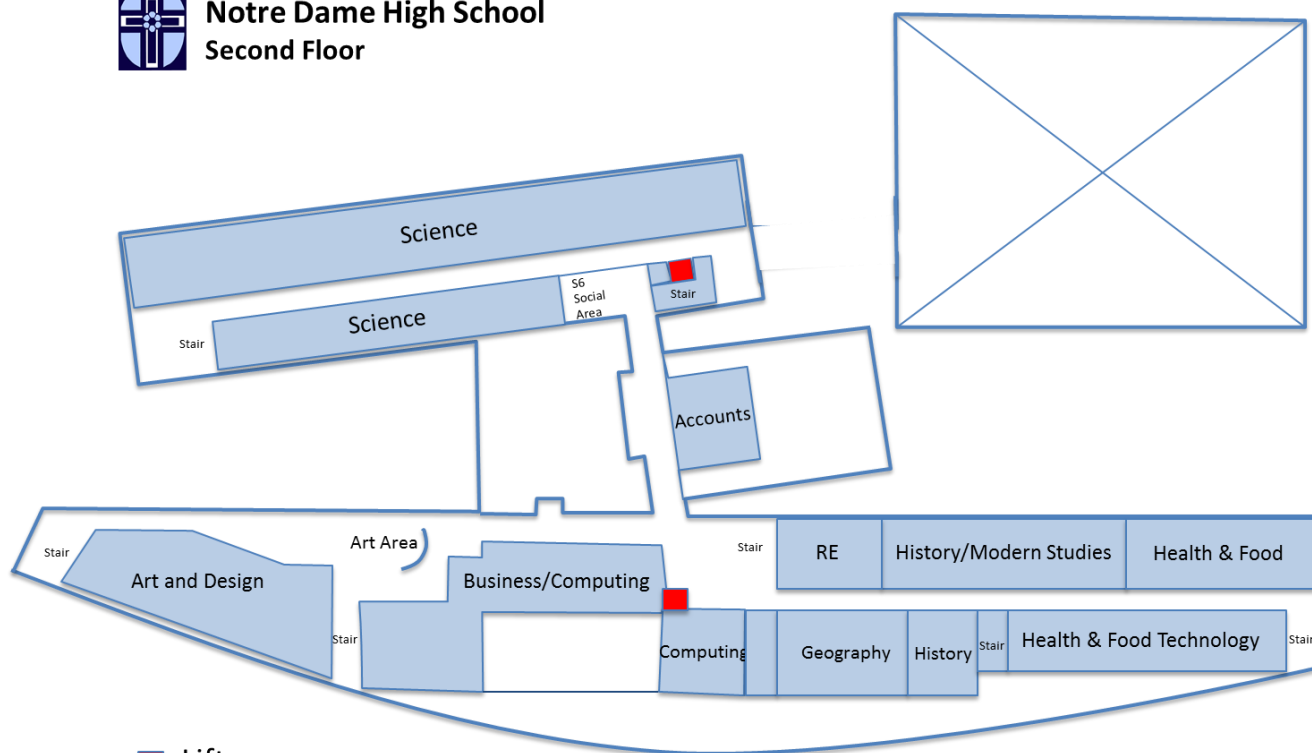 Notre Dame High School
Second Floor
Science
S6
Social
Area
Stair
Science
Stair
Accounts
Stair
Art Area
Stair
RE
History/Modern Studies
Health & Food
Art and Design
Business/Computing
Stair
Computing
Geography
History
Stair
Health & Food Technology
Stair